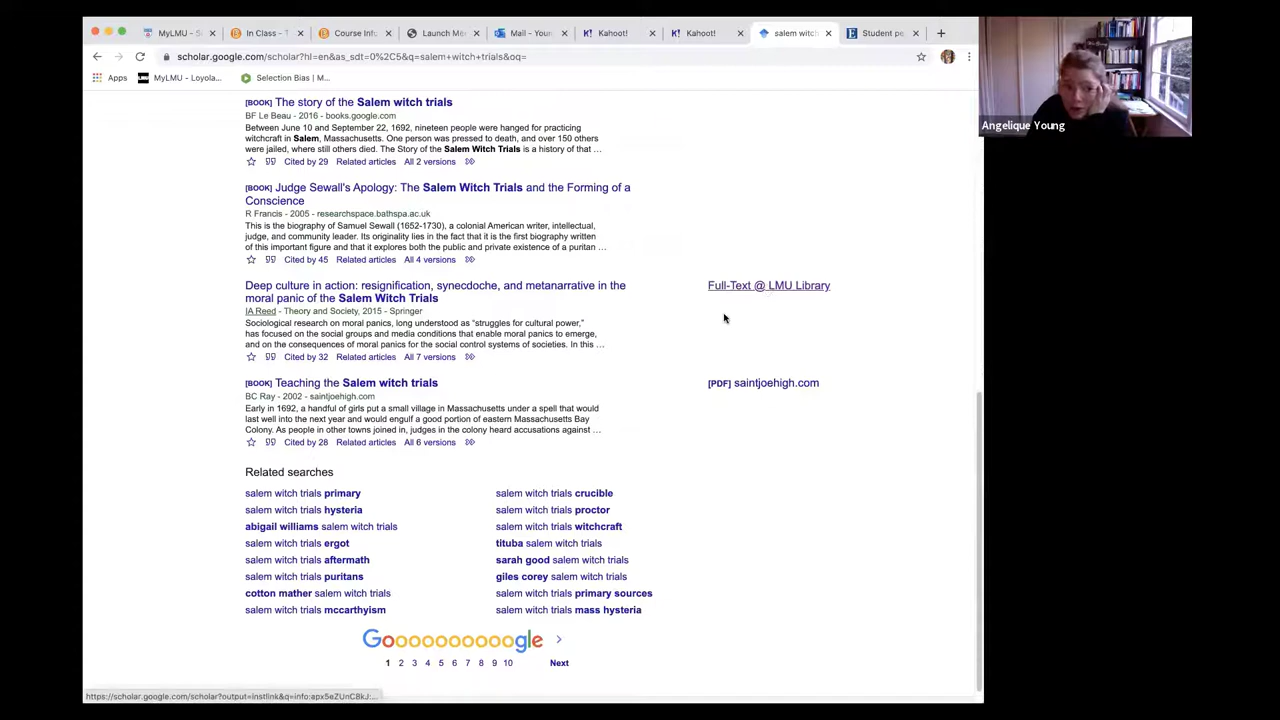 MyLMU - S
In Class - T
Course Info
Launch Me
Mail - Youn
Kahoot!
Kahoot!
salem witch
Student pe
scholar.google.com/scholar?hl=en&as_sdt=0%2C5&q=salem+witch+trials&oq=
Apps
LMU
MyLMU - Loyola...
Selection Bias | M...
Angelique Young
[BOOK] The story of the Salem witch trials
BF Le Beau - 2016 - books.google.com
Between June 10 and September 22, 1692, nineteen people were hanged for practicing
witchcraft in Salem, Massachusetts. One person was pressed to death, and over 150 others
were jailed, where still others died. The Story of the Salem Witch Trials is a history of that ...
Cited by 29 Related articles All 2 versions
[BOOK] Judge Sewall's Apology: The Salem Witch Trials and the Forming of a
Conscience
R Francis - 2005 - researchspace.bathspa.ac.uk
This is the biography of Samuel Sewall (1652-1730), a colonial American writer, intellectual,
judge, and community leader. Its originality lies in the fact that it is the first biography written
of this important figure and that it explores both the public and private existence of a puritan ...
Cited by 45 Related articles All 4 versions
Deep culture in action: resignification, synecdoche, and metanarrative in the
moral panic of the Salem Witch Trials
Full-Text @ LMU Library
IA Reed - Theory and Society, 2015 - Springer
Sociological research on moral panics, long understood as “struggles for cultural power,”
has focused on the social groups and media conditions that enable moral panics to emerge,
and on the consequences of moral panics for the social control systems of societies. In this ...
Cited by 32 Related articles All 7 versions
[BOOK] Teaching the Salem witch trials
[PDF] saintjoehigh.com
BC Ray - 2002 - saintjoehigh.com
Early in 1692, a handful of girls put a small village in Massachusetts under a spell that would
last well into the next year and would engulf a good portion of eastern Massachusetts Bay
Colony. As people in other towns joined in, judges in the colony heard accusations against ...
Cited by 28 Related articles All 6 versions
Related searches
salem witch trials primary
salem witch trials hysteria
abigail williams salem witch trials
salem witch trials ergot
salem witch trials aftermath
salem witch trials puritans
cotton mather salem witch trials
salem witch trials mccarthyism
salem witch trials crucible
salem witch trials proctor
salem witch trials witchcraft
tituba salem witch trials
sarah good salem witch trials
giles corey salem witch trials
salem witch trials primary sources
salem witch trials mass hysteria
Goooooooooogle
1 2 3 4 5 6 7 8 9 10 Next